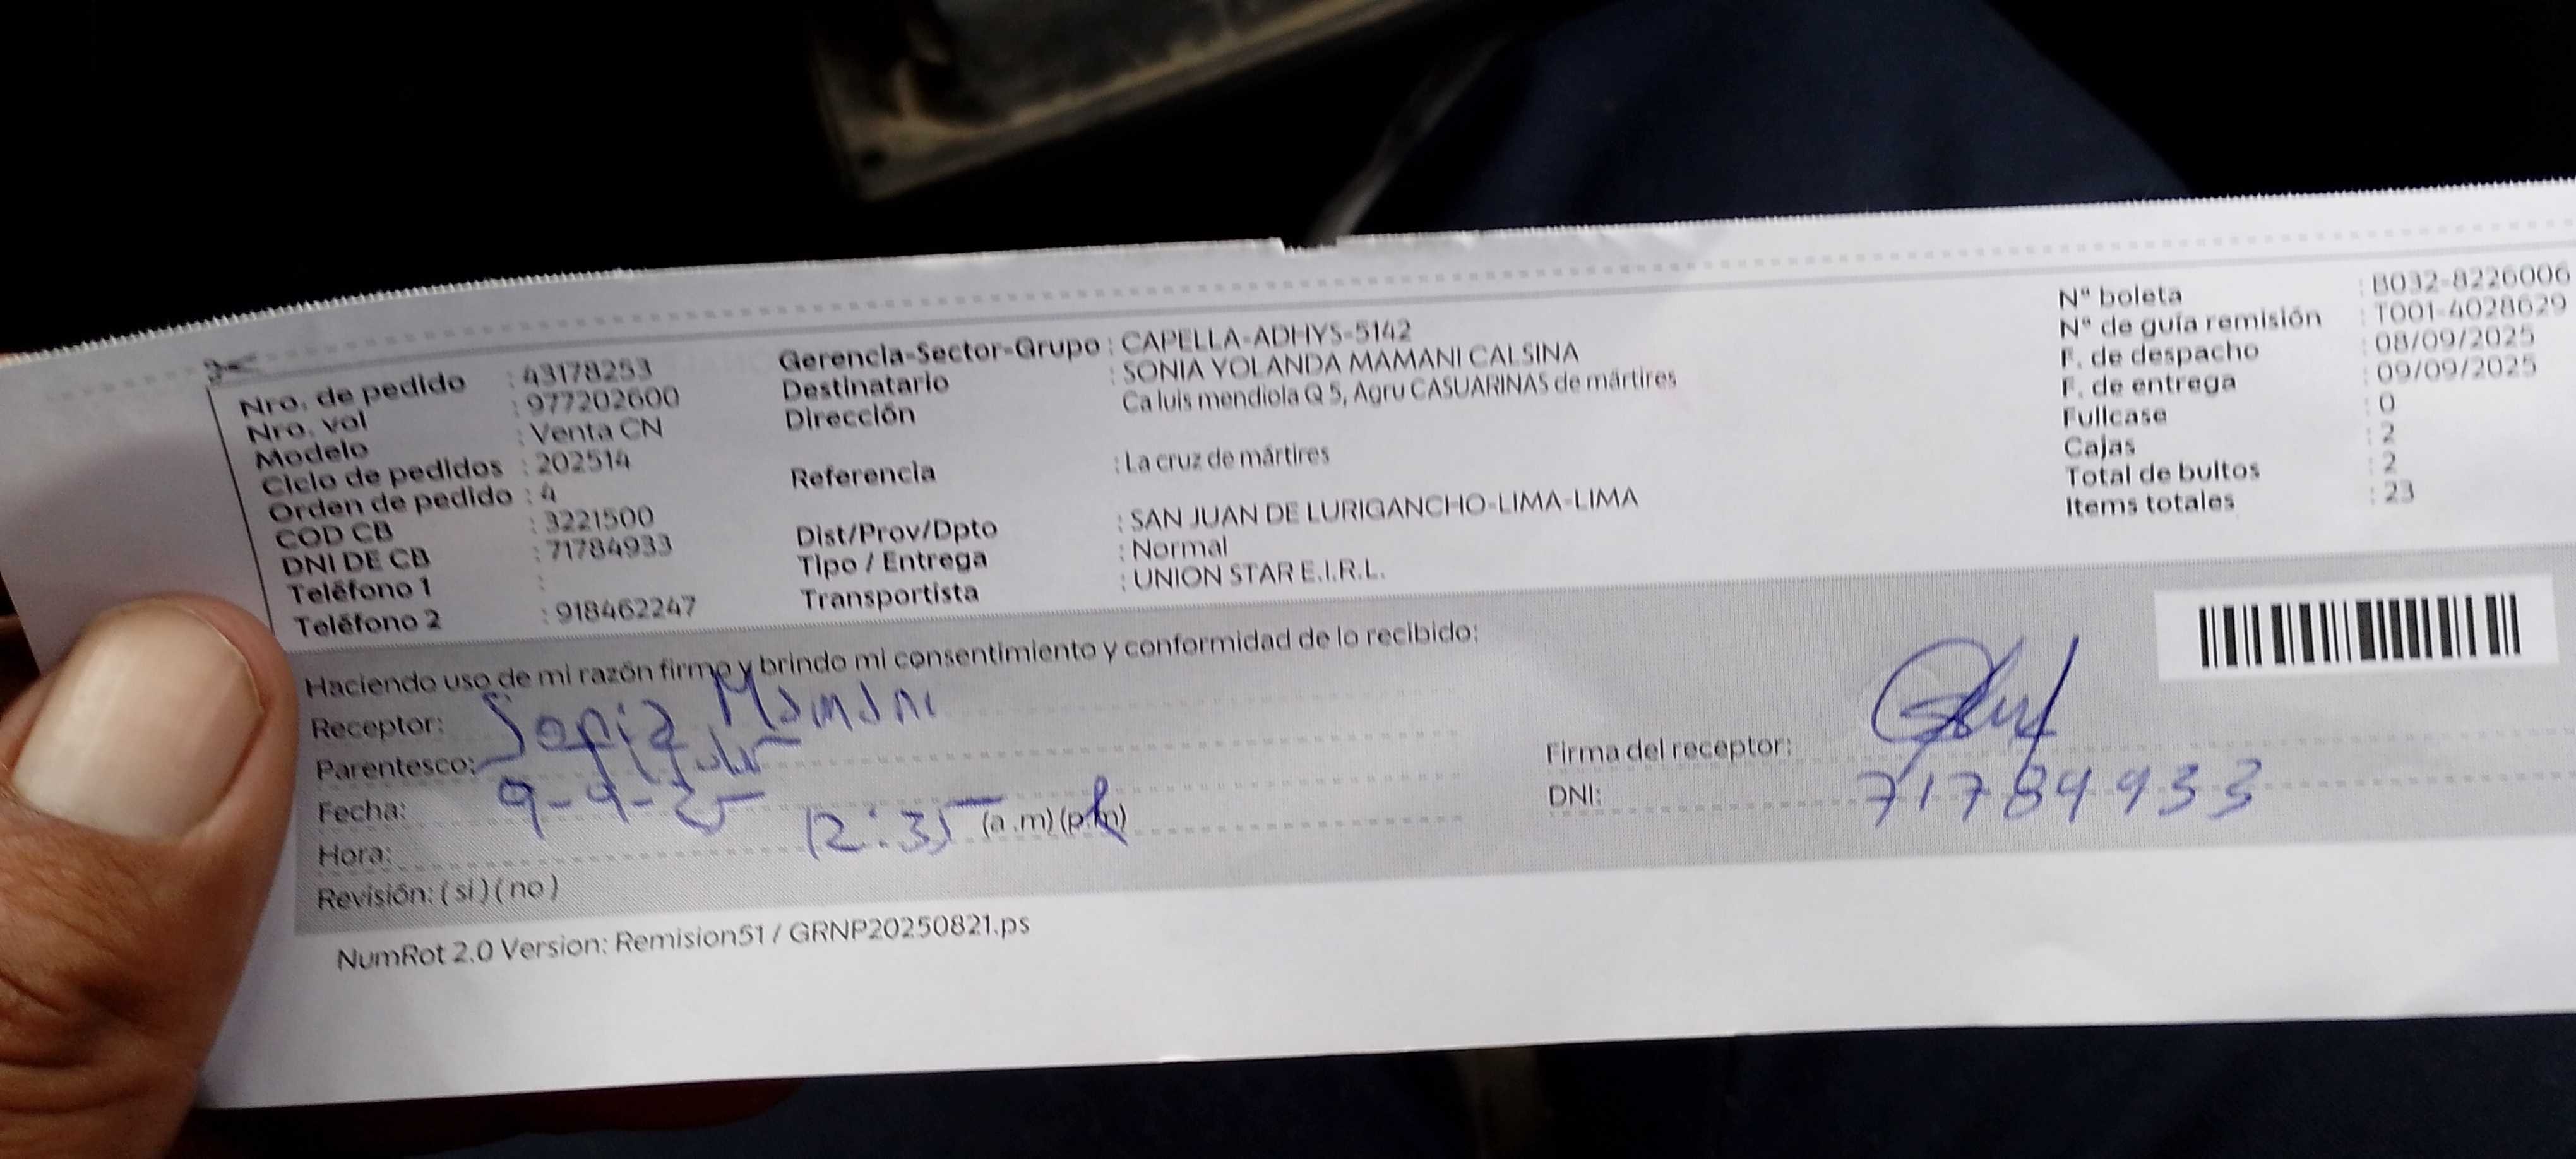 Nro. de pedido : 43178253
Nro. vol : 977202600
Modelo : Venta CN
Ciclo de pedidos : 202514
Orden de pedido : 4
COD CB : 3221500
DNI DE CB : 71784933
Teléfono 1 :
Teléfono 2 : 918462247
Gerencia-Sector-Grupo : CAPELLA-ADHYS-5142
Destinatario : SONIA YOLANDA MAMANI CALSINA
Dirección Ca luis mendiola Q 5, Agru CASUARINAS de mártires
Referencia : La cruz de mártires
Dist/Prov/Dpto : SAN JUAN DE LURIGANCHO-LIMA-LIMA
Tipo / Entrega : Normal
Transportista : UNION STAR E.I.R.L.
N° boleta : B032-8226006
N° de guía remisión : T001-4028629
F. de despacho : 08/09/2025
F. de entrega : 09/09/2025
Fullcase : 0
Cajas : 2
Total de bultos : 2
Items totales : 23
Haciendo uso de mi razón firmo y brindo mi consentimiento y conformidad de lo recibido:
Receptor: Sonia Mamani
Parentesco:
Fecha: 9-9-25
Hora: 12:35 (a .m) (p.m)
Revisión: ( si ) ( no )
Firma del receptor:
DNI: 71784933
NumRot 2.0 Version: Remision51 / GRNP20250821.ps